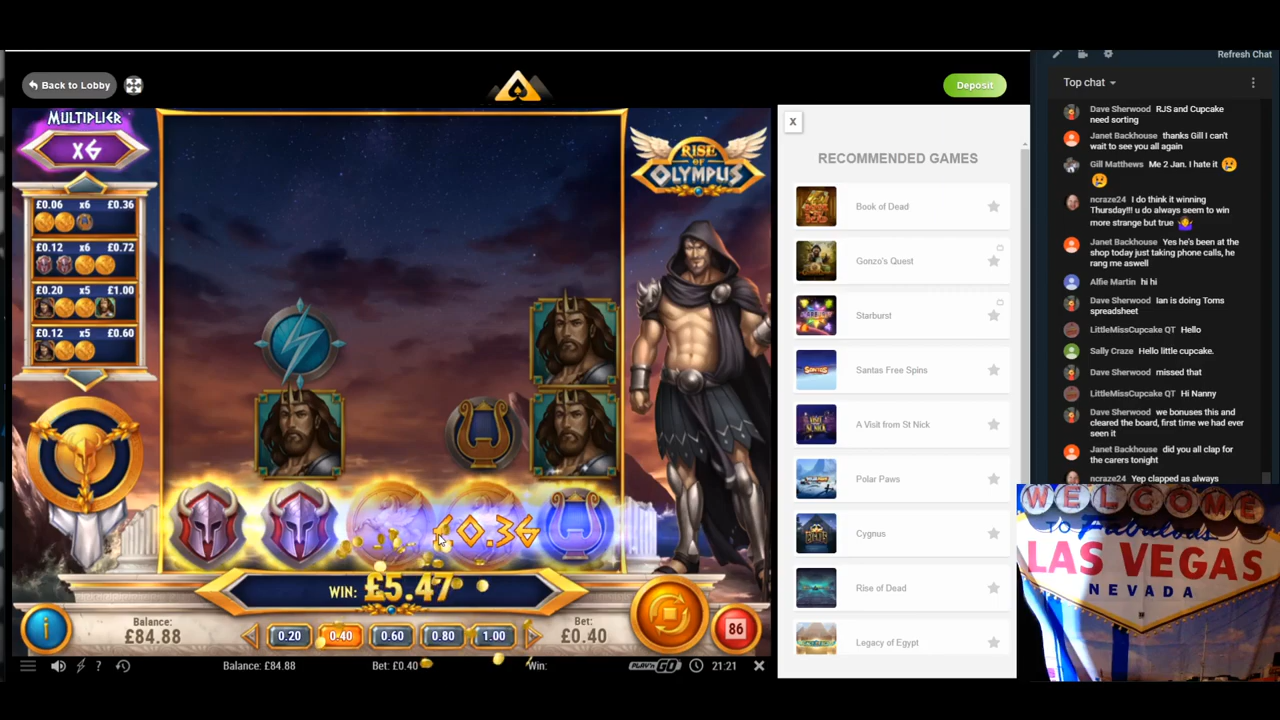 Back to Lobby
Deposit
MULTIPLIER
X6
£0.06 x6 £0.36
£0.12 x6 £0.72
£0.20 x5 £1.00
£0.12 x5 £0.60
RISE
OF
OLYMPUS
0.36
WIN: £5.47
Balance:
£84.88
0.20
0.40
0.60
0.80
1.00
Bet:
£0.40
86
?
Balance: £84.88
Bet: £0.40
Win:
PLAY'n GO
21:21
X
RECOMMENDED GAMES
Book of Dead
Gonzo's Quest
Starburst
Santas Free Spins
A Visit from St Nick
Polar Paws
Cygnus
Rise of Dead
Legacy of Egypt
Refresh Chat
Top chat
Dave Sherwood RJS and Cupcake
need sorting
Janet Backhouse thanks Gill I can't
wait to see you all again
Gill Matthews Me 2 Jan. I hate it 😢
😢
ncraze24 I do think it winning
Thursday!!! u do always seem to win
more strange but true 🤷‍♀️
Janet Backhouse Yes he's been at the
shop today just taking phone calls, he
rang me aswell
Alfie Martin hi hi
Dave Sherwood Ian is doing Toms
spreadsheet
LittleMissCupcake QT Hello
Sally Craze Hello little cupcake.
Dave Sherwood missed that
LittleMissCupcake QT Hi Nanny
Dave Sherwood we bonuses this and
cleared the board, first time we had ever
seen it
Janet Backhouse did you all clap for
the carers tonight
ncraze24 Yep clapped as always
WELCOME
TO Fabulous
LAS VEGAS
NEVADA